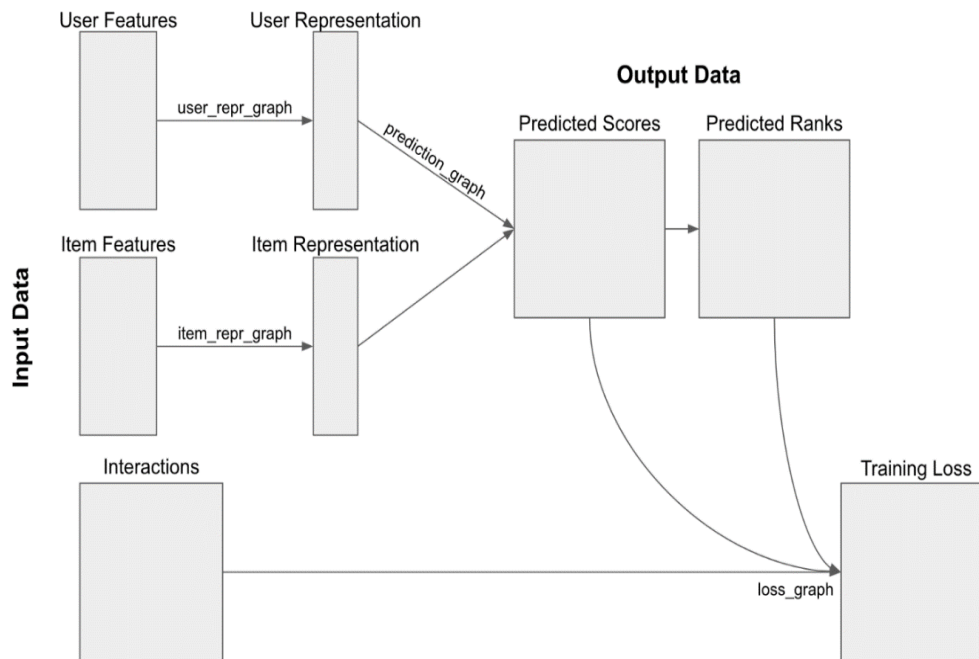 User Features
User Representation
Output Data
user_repr_graph
prediction_graph
Predicted Scores
Predicted Ranks
Item Features
Item Representation
Input Data
item_repr_graph
Interactions
Training Loss
loss_graph